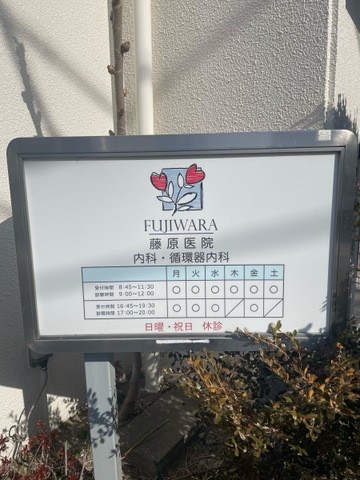 FUJIWARA
藤原医院
内科・循環器内科
月 火 水 木 金 土
受付時間 8:45〜11:30 ○ ○ ○ ○ ○ ○
診察時間 9:00〜12:00
受付時間 16:45〜19:30 ○ ○ ○ ／ ○ ／
診察時間 17:00〜20:00
日曜・祝日 休診